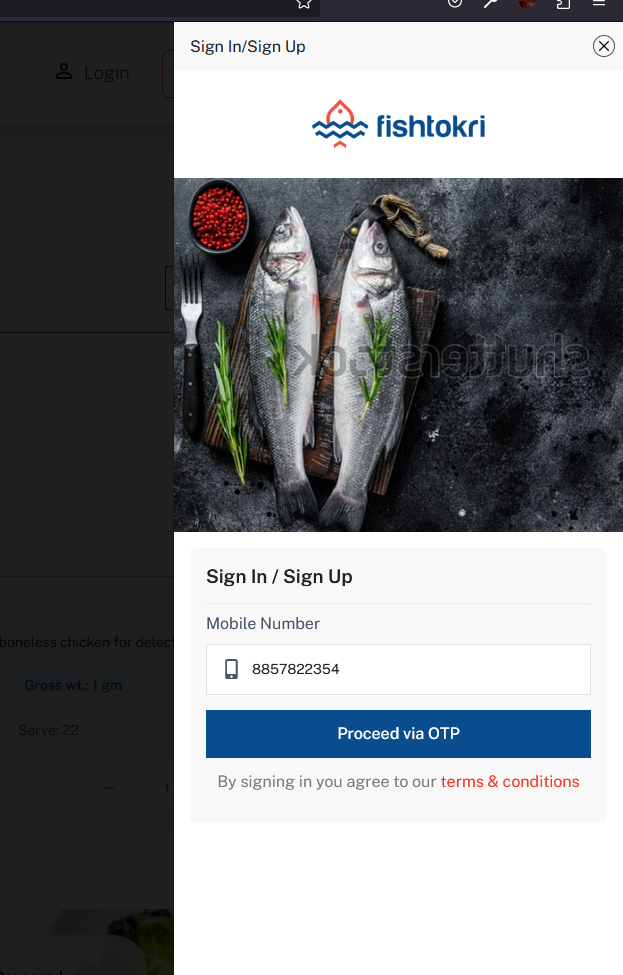 Sign In/Sign Up
Login
fishtokri
shutterstock
Sign In / Sign Up
Mobile Number
8857822354
boneless chicken for delect
Gross wt.: 1 gm
Proceed via OTP
Serve: 22
By signing in you agree to our terms & conditions
1